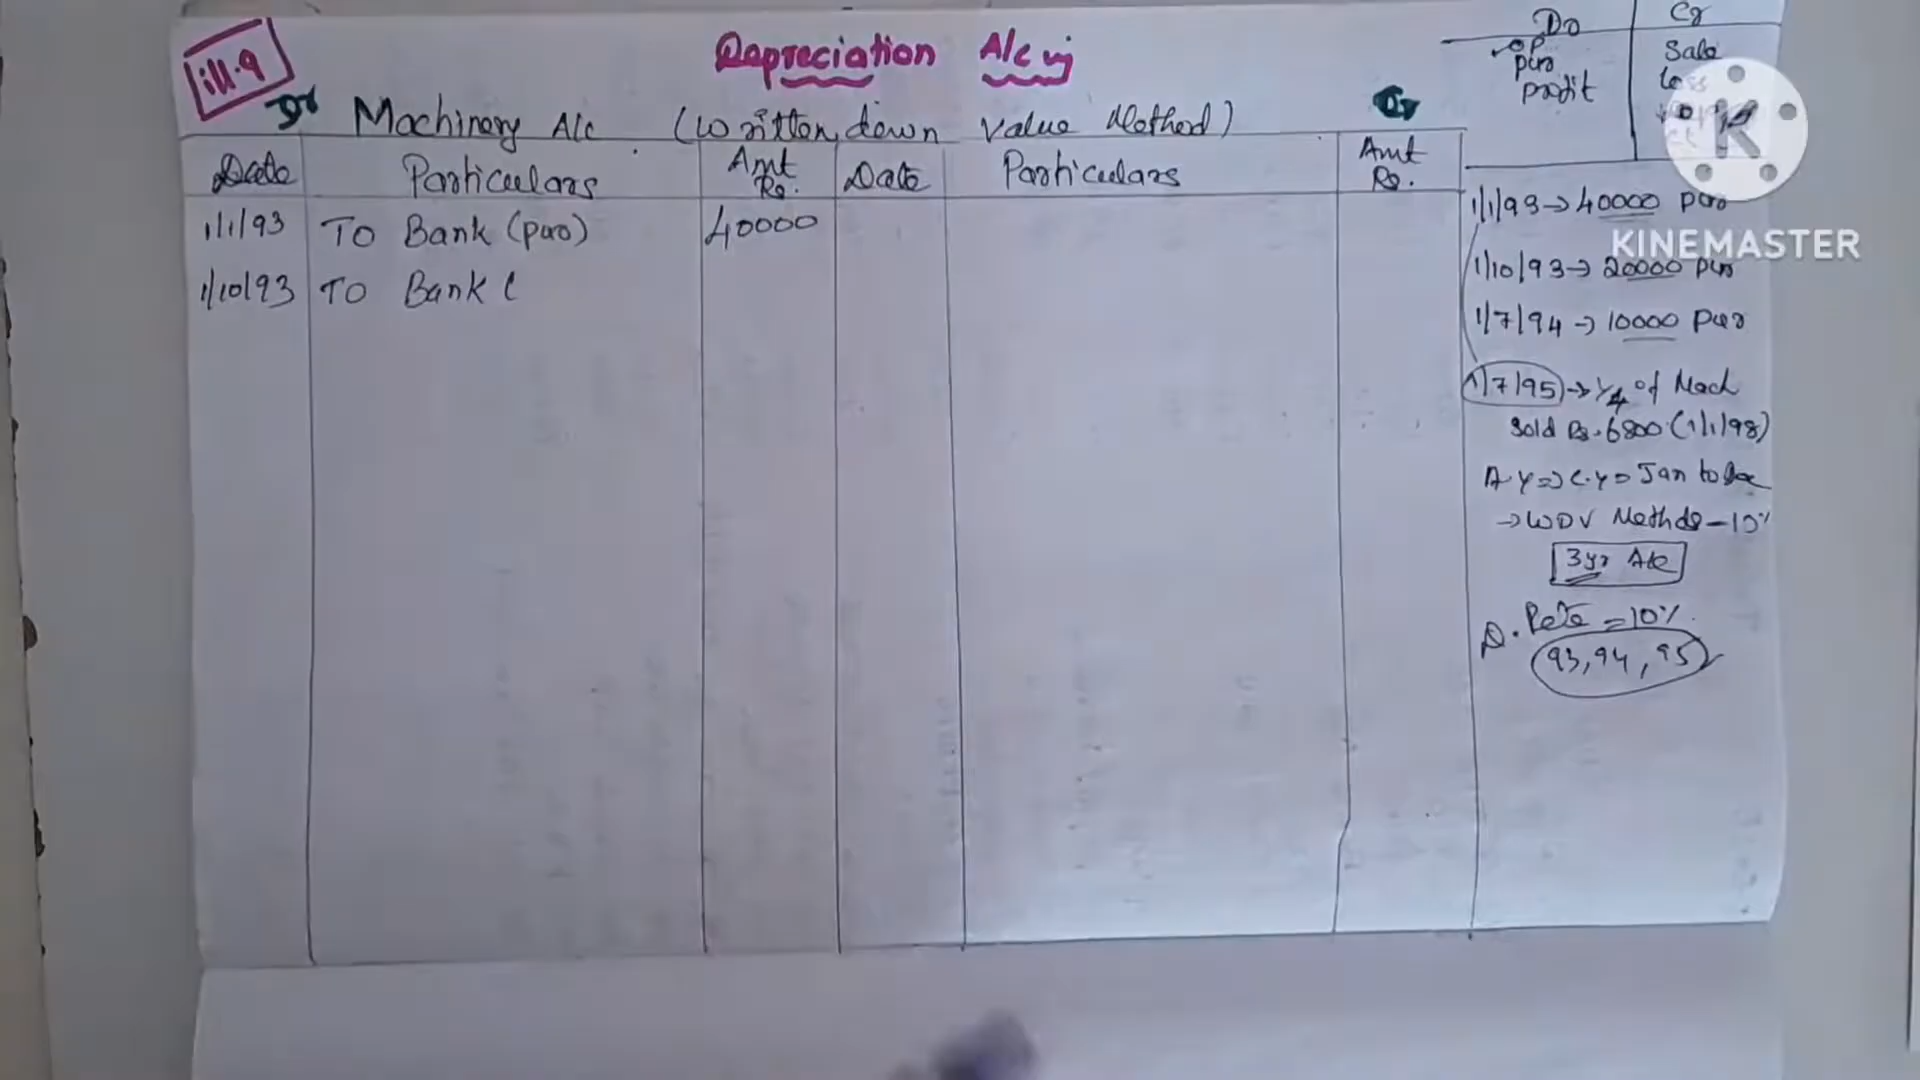 ill.9
Depreciation A/c ing
Dr Machinery A/c (Written down Value Method) Cr
Date Particulars Amt Rs. Date Particulars Amt Rs.
1/1/93 TO Bank (pur) 40000
1/10/93 TO Bank (
Dr Cr
OP Sale
pur loss
profit
KINEMASTER
1/1/93 → 40000 pur
1/10/93 → 20000 pur
1/7/94 → 10000 pur
1/7/95 → 1/4 of Mach
Sold Rs. 6800 (1/1/93)
A.Y => C.Y = Jan to Dec
→ WDV Method - 10%
3yr A/c
D. Rate = 10%
93, 94, 95